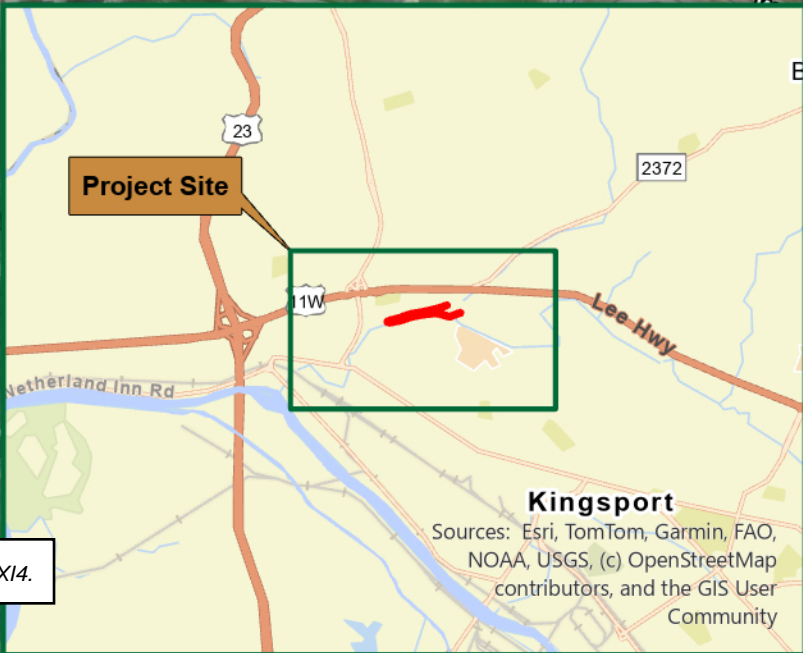 B
23
2372
Project Site
11W
Lee Hwy
Netherland Inn Rd
Kingsport
Sources: Esri, TomTom, Garmin, FAO,
NOAA, USGS, (c) OpenStreetMap
contributors, and the GIS User
Community
XI4.